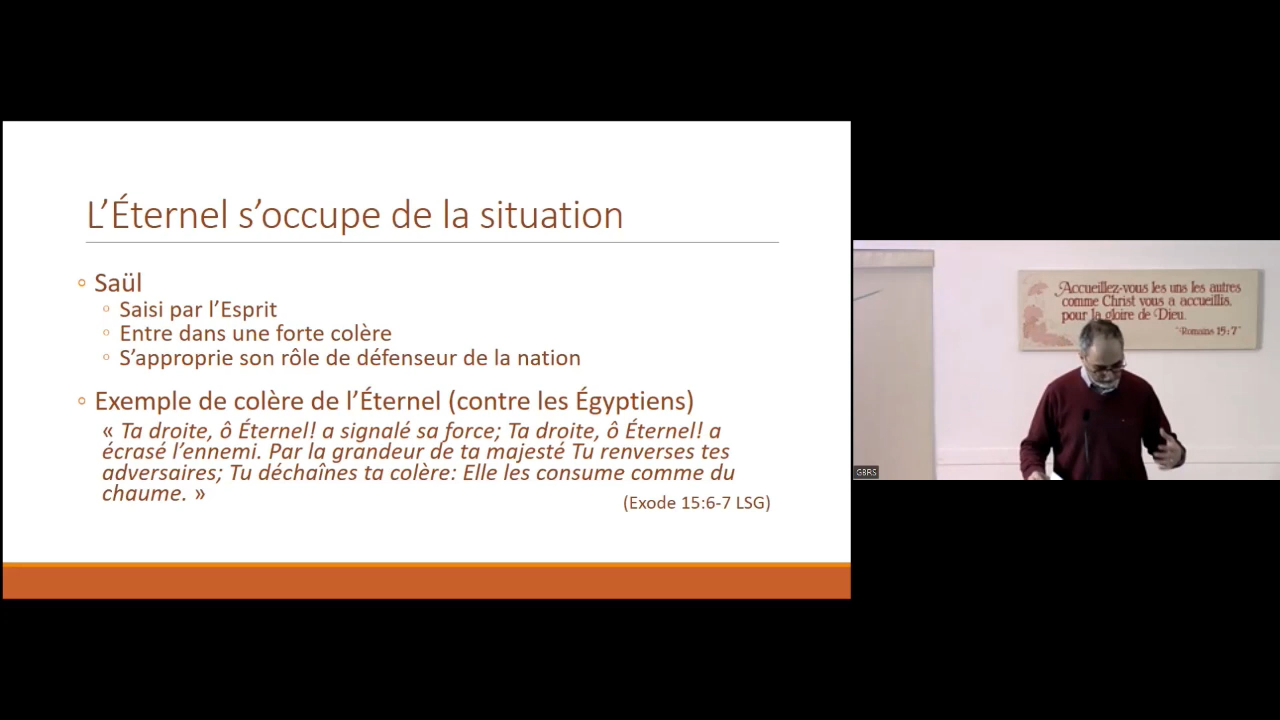 L'Éternel s'occupe de la situation
Saül
Saisi par l'Esprit
Entre dans une forte colère
S'approprie son rôle de défenseur de la nation
Exemple de colère de l'Éternel (contre les Égyptiens)
« Ta droite, ô Éternel! a signalé sa force; Ta droite, ô Éternel! a
écrasé l'ennemi. Par la grandeur de ta majesté Tu renverses tes
adversaires; Tu déchaînes ta colère: Elle les consume comme du
chaume. »
(Exode 15:6-7 LSG)
Accueillez-vous les uns les autres
comme Christ vous a accueillis,
pour la gloire de Dieu.
"Romains 15:7"
GBRS